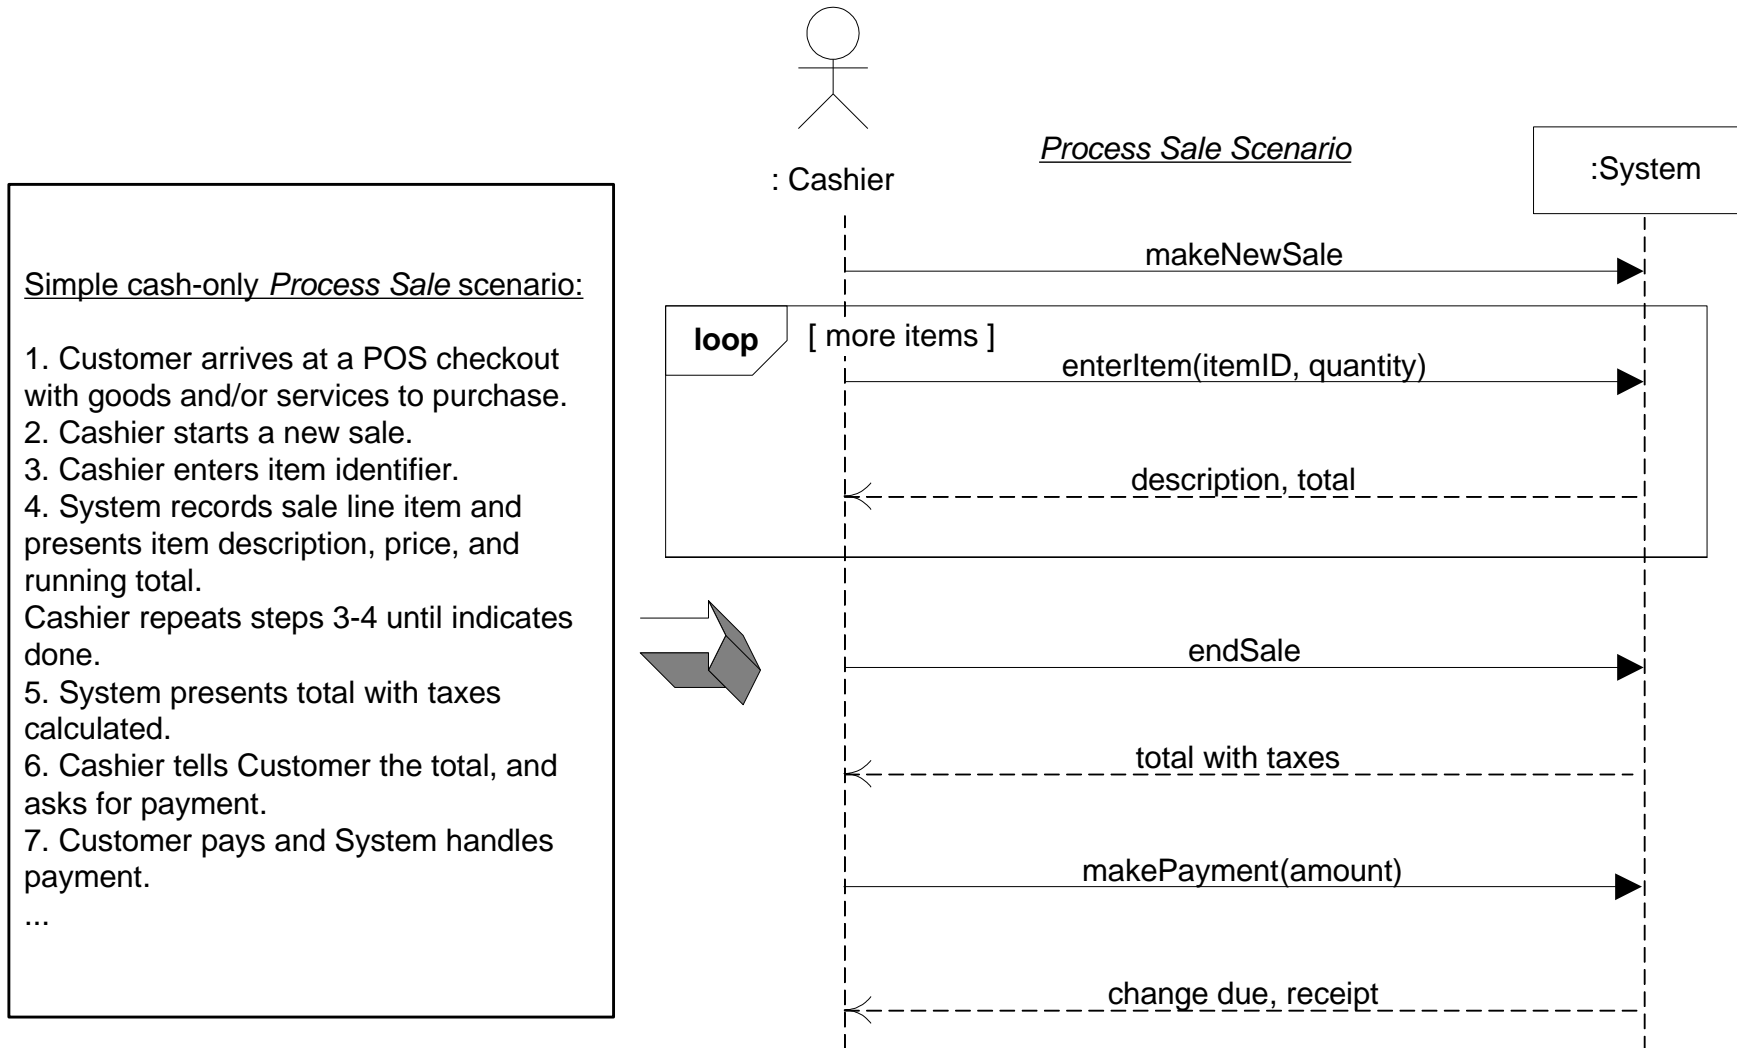 Simple cash-only Process Sale scenario:
1. Customer arrives at a POS checkout
with goods and/or services to purchase.
2. Cashier starts a new sale.
3. Cashier enters item identifier.
4. System records sale line item and
presents item description, price, and
running total.
Cashier repeats steps 3-4 until indicates
done.
5. System presents total with taxes
calculated.
6. Cashier tells Customer the total, and
asks for payment.
7. Customer pays and System handles
payment.
...
: Cashier
Process Sale Scenario
:System
makeNewSale
loop
[ more items ]
enterItem(itemID, quantity)
description, total
endSale
total with taxes
makePayment(amount)
change due, receipt